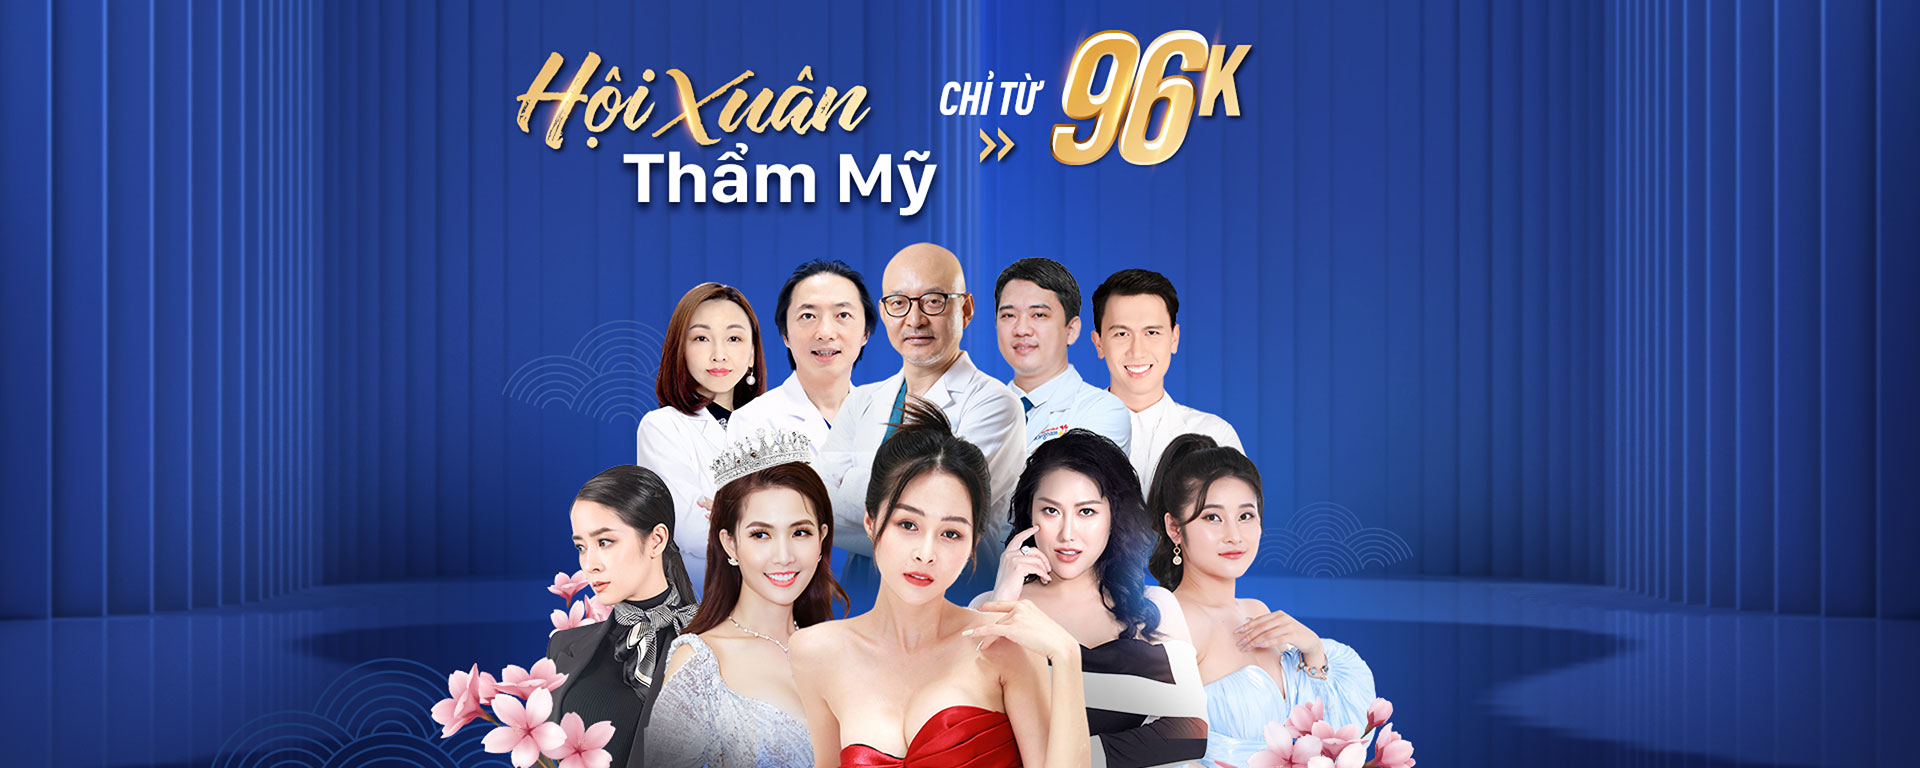 Hội Xuân
Thẩm Mỹ
CHỈ TỪ
96K